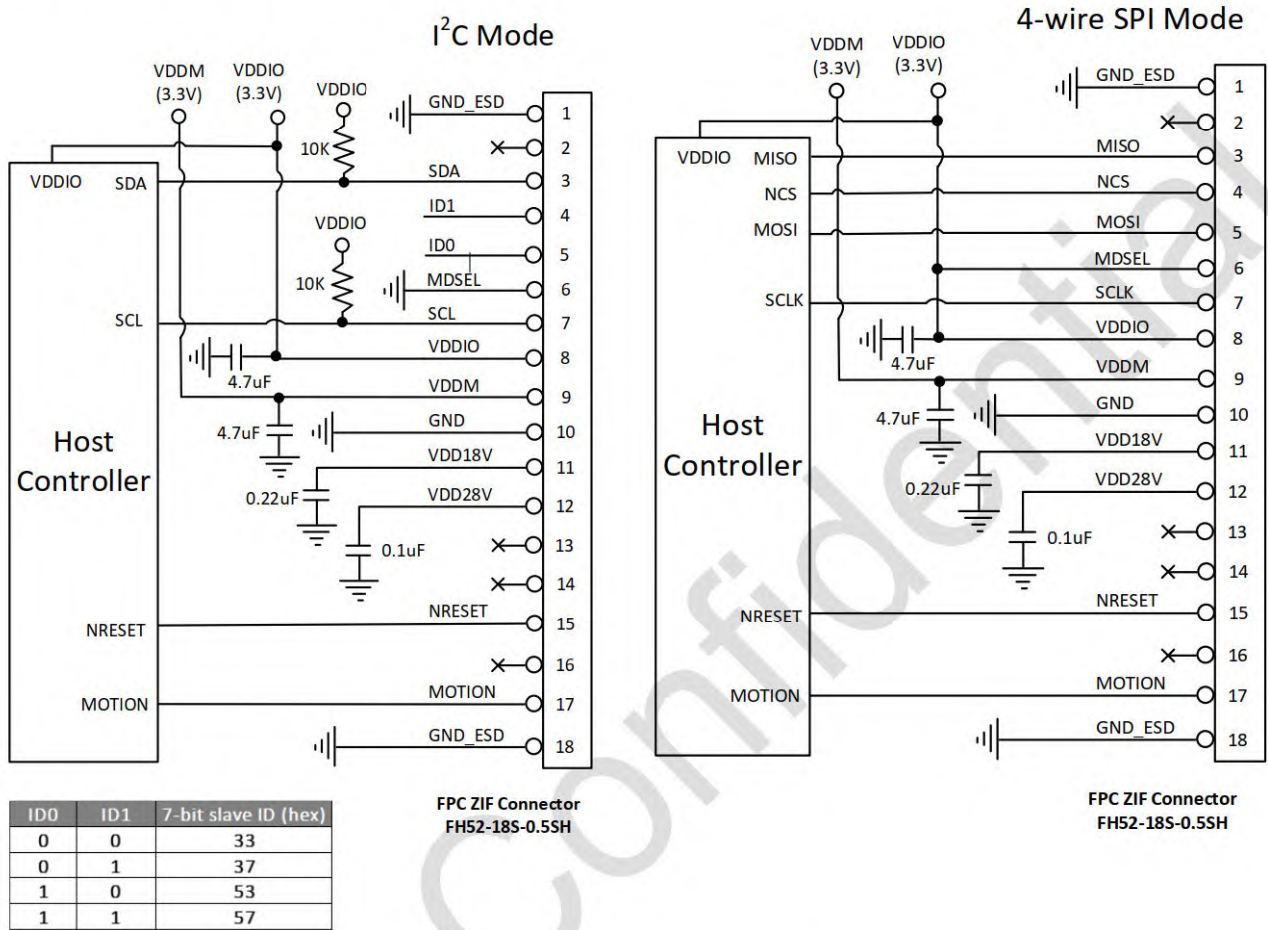 I²C Mode
VDDM
(3.3V)
VDDIO
(3.3V)
VDDIO
10K
VDDIO
10K
VDDIO
SDA
SCL
Host
Controller
NRESET
MOTION
4.7uF
4.7uF
0.22uF
0.1uF
GND_ESD 1
2
SDA 3
ID1 4
ID0 5
MDSEL 6
SCL 7
VDDIO 8
VDDM 9
GND 10
VDD18V 11
VDD28V 12
13
14
NRESET 15
16
MOTION 17
GND_ESD 18
FPC ZIF Connector
FH52-18S-0.5SH
4-wire SPI Mode
VDDM
(3.3V)
VDDIO
(3.3V)
VDDIO
MISO
NCS
MOSI
SCLK
Host
Controller
NRESET
MOTION
4.7uF
4.7uF
0.22uF
0.1uF
GND_ESD 1
2
MISO 3
NCS 4
MOSI 5
MDSEL 6
SCLK 7
VDDIO 8
VDDM 9
GND 10
VDD18V 11
VDD28V 12
13
14
NRESET 15
16
MOTION 17
GND_ESD 18
FPC ZIF Connector
FH52-18S-0.5SH
ID0 ID1 7-bit slave ID (hex)
0 0 33
0 1 37
1 0 53
1 1 57
Confidential